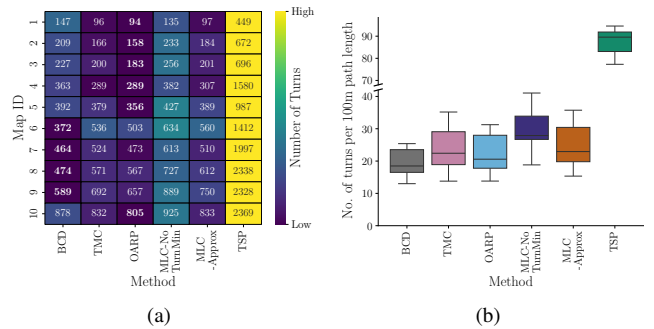 High
1 147 96 94 135 97 449
2 209 166 158 233 184 672
3 227 200 183 256 201 696
4 363 289 289 382 307 1580
5 392 379 356 427 389 987
6 372 536 503 634 560 1412
7 464 524 473 613 510 1997
8 474 571 567 727 612 2338
9 589 692 657 889 750 2328
10 878 832 805 925 833 2369
Map ID
Number of Turns
Low
BCD
TMC
OARP
MLC-No
TurnMin
MLC
-Approx
TSP
Method
(a)
No. of turns per 100m path length
90
80
70
50
40
30
20
10
0
BCD
TMC
OARP
MLC-No
TurnMin
MLC
-Approx
TSP
Method
(b)